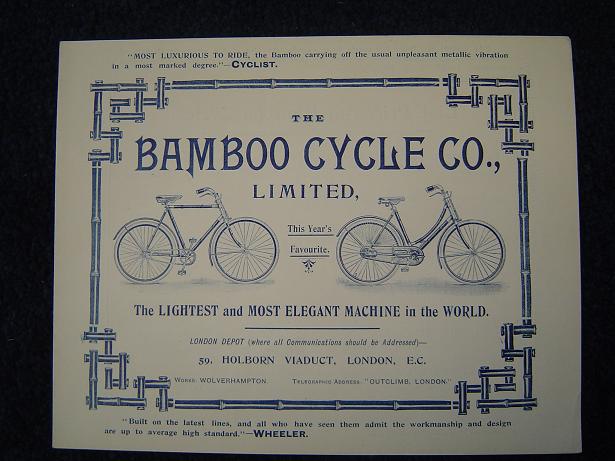 "MOST LUXURIOUS TO RIDE, the Bamboo carrying off the usual unpleasant metallic vibration
in a most marked degree."—CYCLIST.
THE
BAMBOO CYCLE CO.,
LIMITED,
This Year's
Favourite.
The LIGHTEST and MOST ELEGANT MACHINE in the WORLD.
LONDON DEPOT (where all Communications should be Addressed)—
59, HOLBORN VIADUCT, LONDON, E.C.
WORKS: WOLVERHAMPTON. TELEGRAPHIC ADDRESS: "OUTCLIMB, LONDON."
"Built on the latest lines, and all who have seen them admit the workmanship and design
are up to average high standard."—WHEELER.